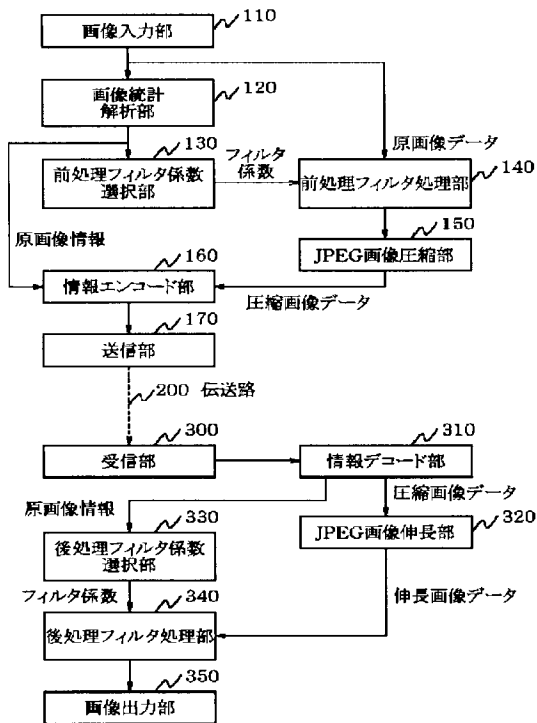 画像入力部
110
画像統計
解析部
120
130
前処理フィルタ係数
選択部
フィルタ
係数
原画像データ
前処理フィルタ処理部
140
150
JPEG画像圧縮部
原画像情報
160
情報エンコード部
圧縮画像データ
170
送信部
200 伝送路
300
受信部
310
情報デコード部
原画像情報
圧縮画像データ
330
後処理フィルタ係数
選択部
JPEG画像伸長部
320
フィルタ係数
340
後処理フィルタ処理部
伸長画像データ
350
画像出力部